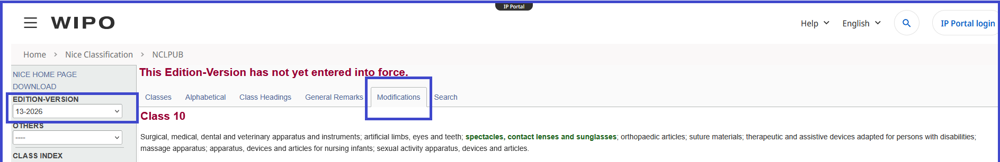 IP Portal
WIPO
Help English IP Portal login
Home > Nice Classification > NCLPUB
NICE HOME PAGE
DOWNLOAD
EDITION-VERSION
13-2026
OTHERS
----
CLASS INDEX
This Edition-Version has not yet entered into force.
Classes Alphabetical Class Headings General Remarks Modifications Search
Class 10
Surgical, medical, dental and veterinary apparatus and instruments; artificial limbs, eyes and teeth; spectacles, contact lenses and sunglasses; orthopaedic articles; suture materials; therapeutic and assistive devices adapted for persons with disabilities;
massage apparatus; apparatus, devices and articles for nursing infants; sexual activity apparatus, devices and articles.